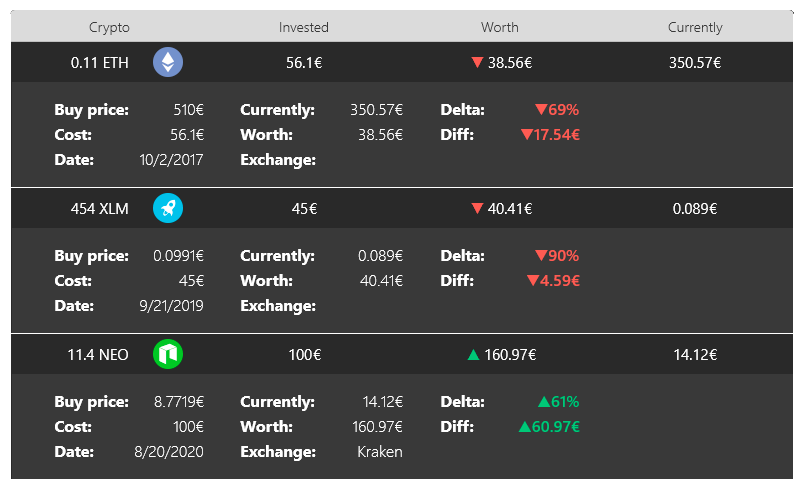 Crypto Invested Worth Currently
0.11 ETH 56.1€ ▼ 38.56€ 350.57€
Buy price: 510€ Currently: 350.57€ Delta: ▼69%
Cost: 56.1€ Worth: 38.56€ Diff: ▼17.54€
Date: 10/2/2017 Exchange:
454 XLM 45€ ▼ 40.41€ 0.089€
Buy price: 0.0991€ Currently: 0.089€ Delta: ▼90%
Cost: 45€ Worth: 40.41€ Diff: ▼4.59€
Date: 9/21/2019 Exchange:
11.4 NEO 100€ ▲ 160.97€ 14.12€
Buy price: 8.7719€ Currently: 14.12€ Delta: ▲61%
Cost: 100€ Worth: 160.97€ Diff: ▲60.97€
Date: 8/20/2020 Exchange: Kraken